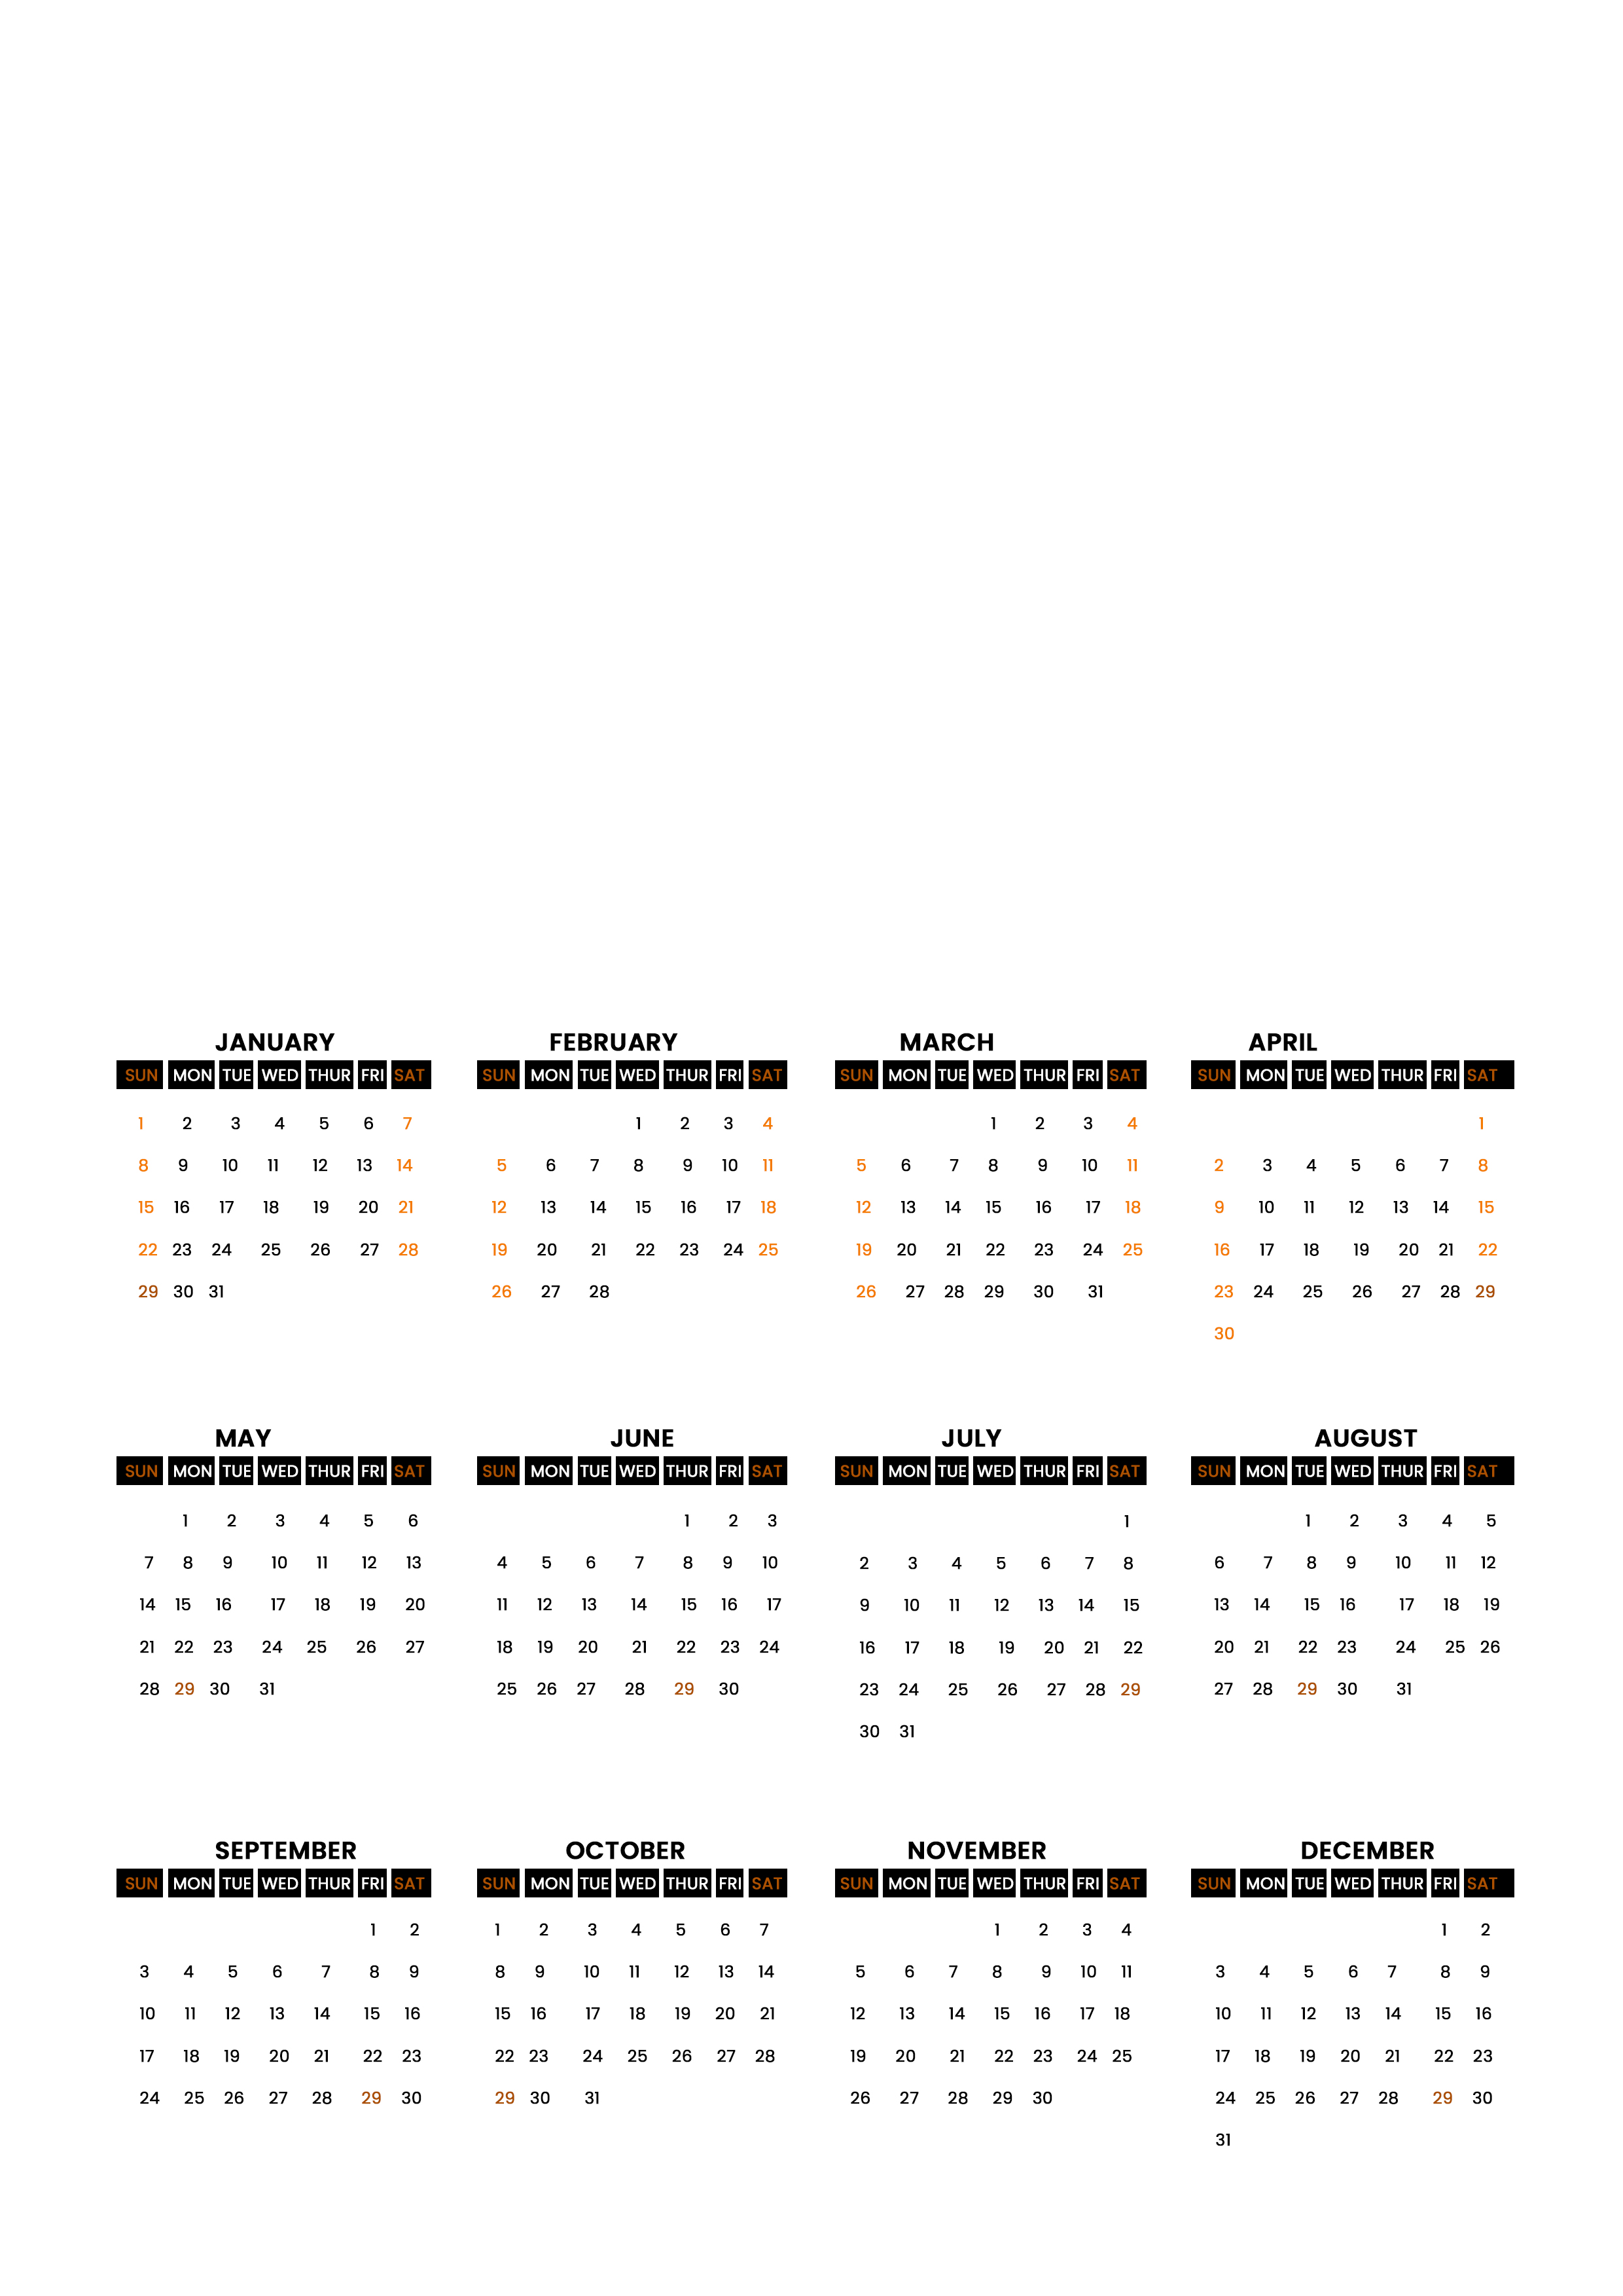 JANUARY
SUN MON TUE WED THUR FRI SAT
1 2 3 4 5 6 7
8 9 10 11 12 13 14
15 16 17 18 19 20 21
22 23 24 25 26 27 28
29 30 31
FEBRUARY
SUN MON TUE WED THUR FRI SAT
1 2 3 4
5 6 7 8 9 10 11
12 13 14 15 16 17 18
19 20 21 22 23 24 25
26 27 28
MARCH
SUN MON TUE WED THUR FRI SAT
1 2 3 4
5 6 7 8 9 10 11
12 13 14 15 16 17 18
19 20 21 22 23 24 25
26 27 28 29 30 31
APRIL
SUN MON TUE WED THUR FRI SAT
1
2 3 4 5 6 7 8
9 10 11 12 13 14 15
16 17 18 19 20 21 22
23 24 25 26 27 28 29
30
MAY
SUN MON TUE WED THUR FRI SAT
1 2 3 4 5 6
7 8 9 10 11 12 13
14 15 16 17 18 19 20
21 22 23 24 25 26 27
28 29 30 31
JUNE
SUN MON TUE WED THUR FRI SAT
1 2 3
4 5 6 7 8 9 10
11 12 13 14 15 16 17
18 19 20 21 22 23 24
25 26 27 28 29 30
JULY
SUN MON TUE WED THUR FRI SAT
1
2 3 4 5 6 7 8
9 10 11 12 13 14 15
16 17 18 19 20 21 22
23 24 25 26 27 28 29
30 31
AUGUST
SUN MON TUE WED THUR FRI SAT
1 2 3 4 5
6 7 8 9 10 11 12
13 14 15 16 17 18 19
20 21 22 23 24 25 26
27 28 29 30 31
SEPTEMBER
SUN MON TUE WED THUR FRI SAT
1 2
3 4 5 6 7 8 9
10 11 12 13 14 15 16
17 18 19 20 21 22 23
24 25 26 27 28 29 30
OCTOBER
SUN MON TUE WED THUR FRI SAT
1 2 3 4 5 6 7
8 9 10 11 12 13 14
15 16 17 18 19 20 21
22 23 24 25 26 27 28
29 30 31
NOVEMBER
SUN MON TUE WED THUR FRI SAT
1 2 3 4
5 6 7 8 9 10 11
12 13 14 15 16 17 18
19 20 21 22 23 24 25
26 27 28 29 30
DECEMBER
SUN MON TUE WED THUR FRI SAT
1 2
3 4 5 6 7 8 9
10 11 12 13 14 15 16
17 18 19 20 21 22 23
24 25 26 27 28 29 30
31